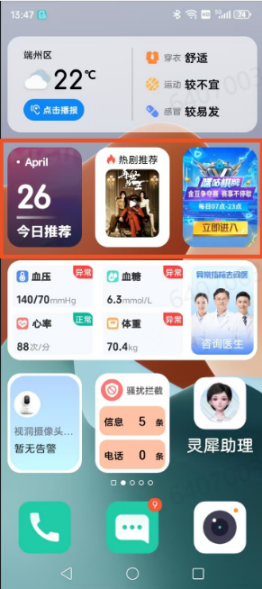 13:47
5G
24
端州区
22℃
点击播报
穿衣 舒适
运动 较不宜
感冒 较易发
April
26
今日推荐
热剧推荐
每日07点-23点
立即进入
血压
异常
140/70mmHg
血糖
异常
6.3mmol/L
心率
正常
88次/分
体重
异常
70.4kg
异常指标去问医
咨询医生
视洞摄像头...
暂无告警
骚扰拦截
信息 5 条
电话 0 条
灵犀助理
9